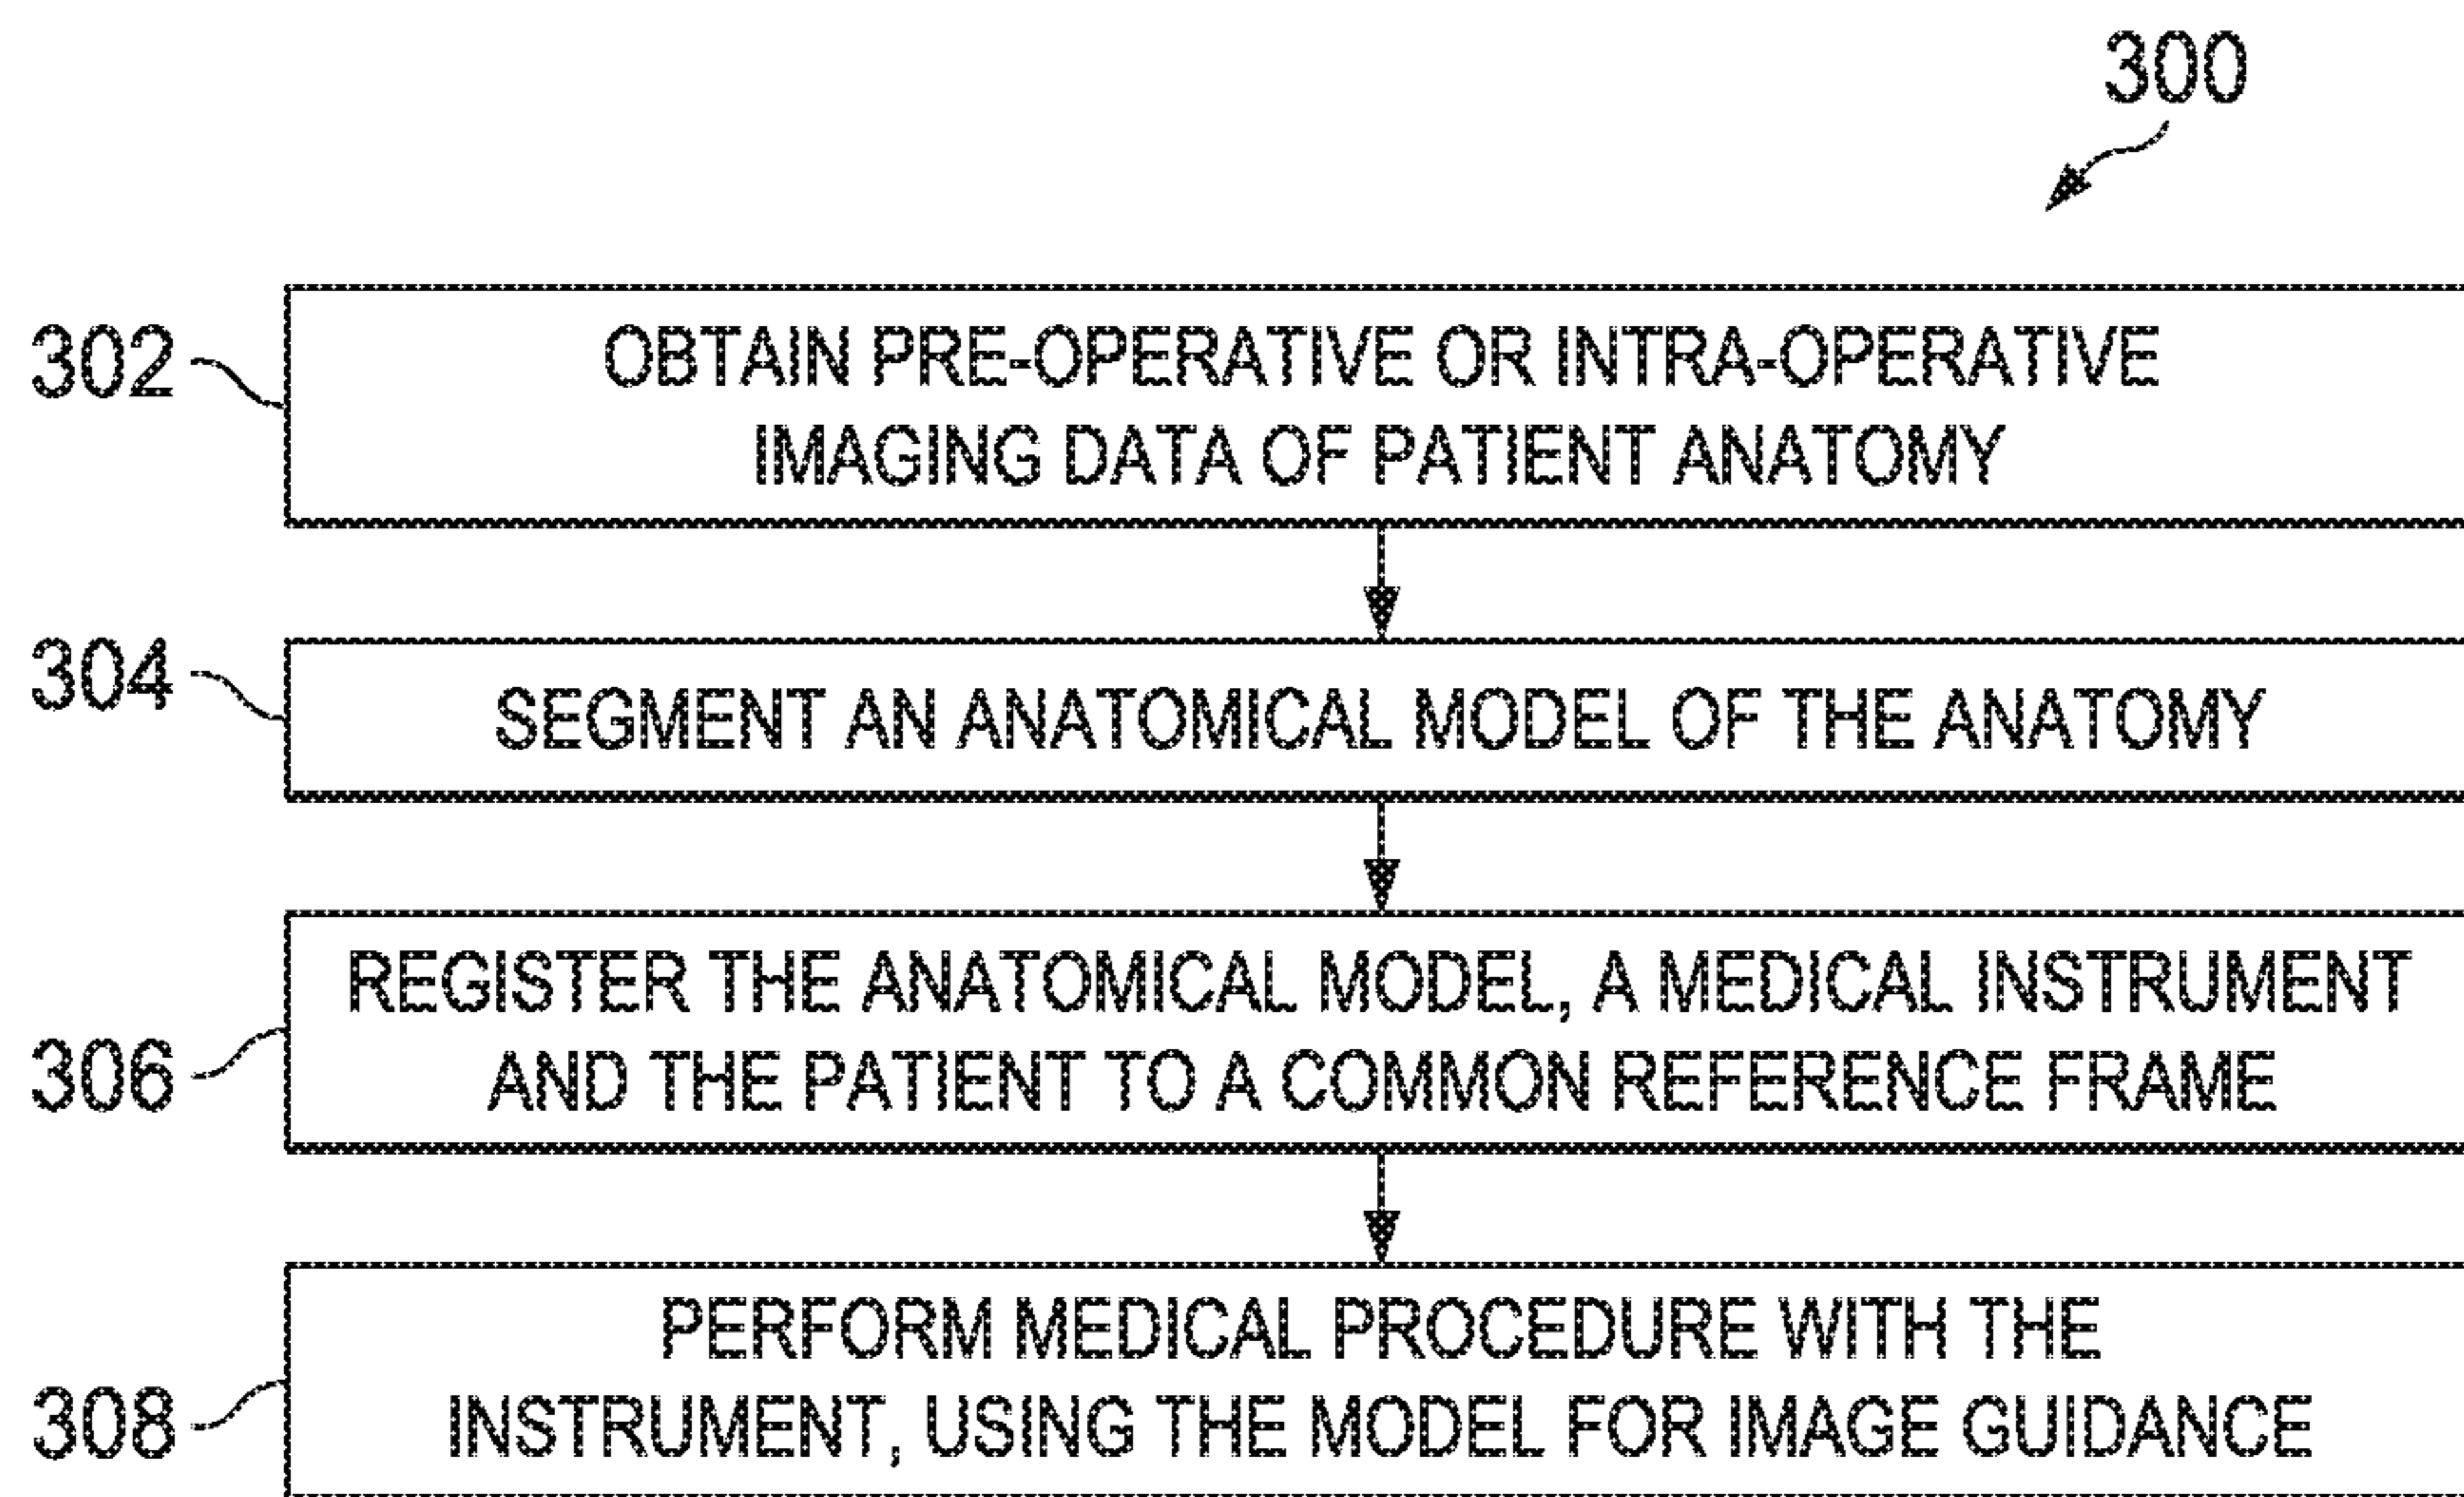 300
302
OBTAIN PRE-OPERATIVE OR INTRA-OPERATIVE
IMAGING DATA OF PATIENT ANATOMY
304
SEGMENT AN ANATOMICAL MODEL OF THE ANATOMY
306
REGISTER THE ANATOMICAL MODEL, A MEDICAL INSTRUMENT
AND THE PATIENT TO A COMMON REFERENCE FRAME
308
PERFORM MEDICAL PROCEDURE WITH THE
INSTRUMENT, USING THE MODEL FOR IMAGE GUIDANCE